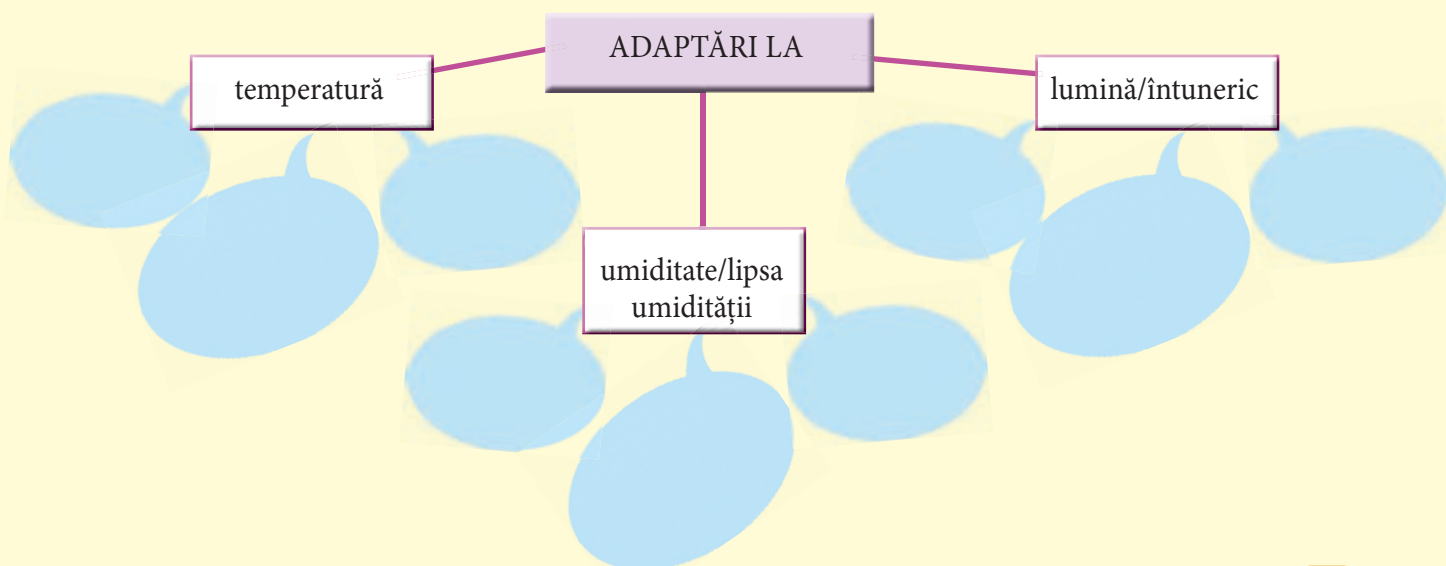 ADAPTĂRI LA
temperatură
lumină/întuneric
umiditate/lipsa
umidității